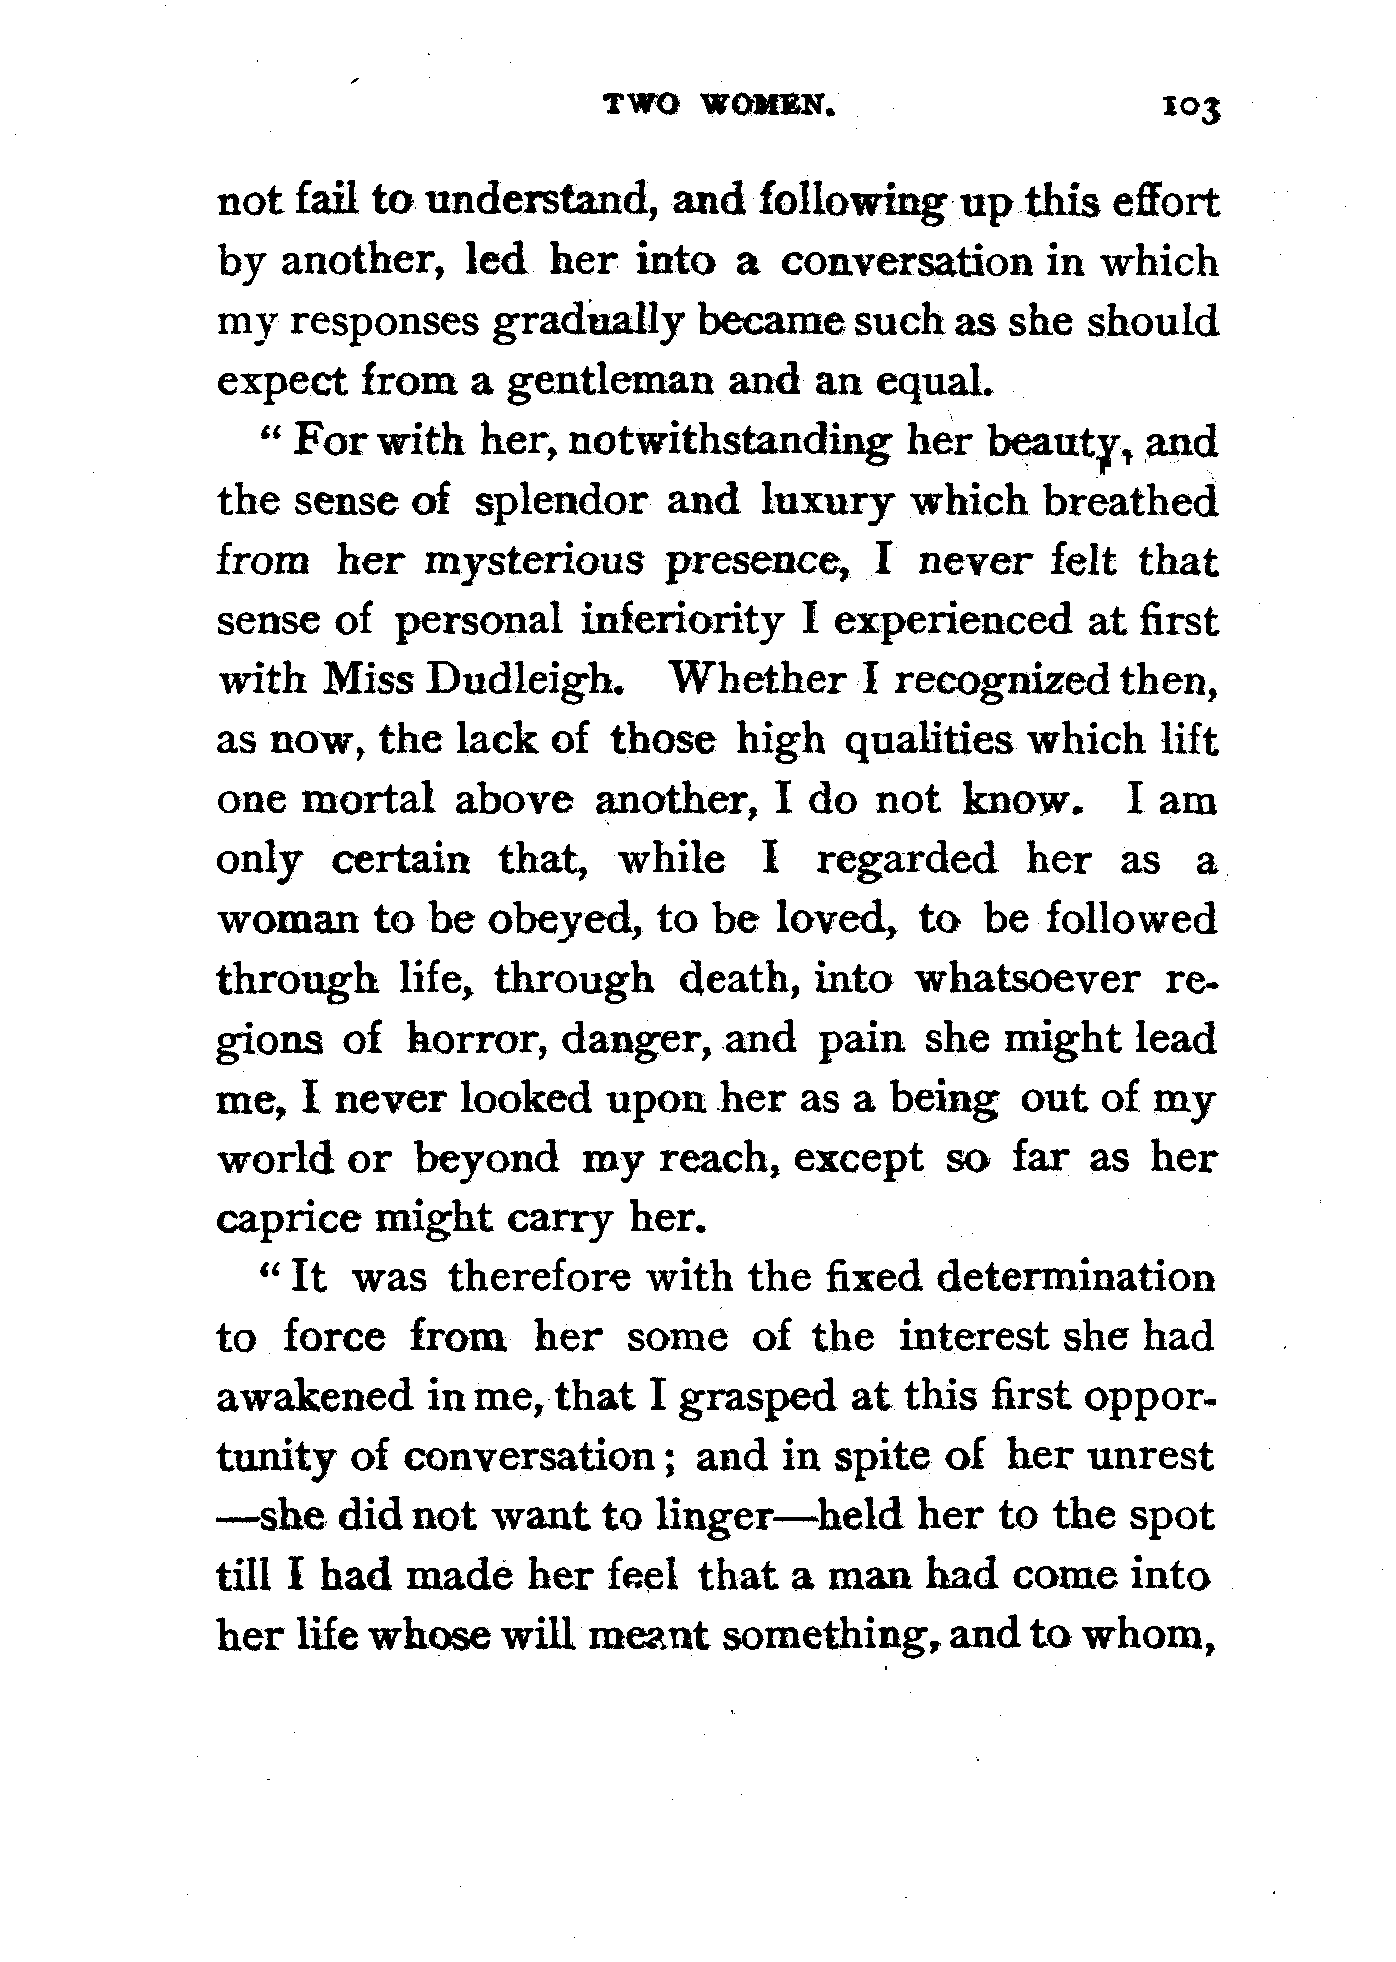 TWO WOMEN. 103
not fail to understand, and following up this effort
by another, led her into a conversation in which
my responses gradually became such as she should
expect from a gentleman and an equal.
“ For with her, notwithstanding her beauty, and
the sense of splendor and luxury which breathed
from her mysterious presence, I never felt that
sense of personal inferiority I experienced at first
with Miss Dudleigh. Whether I recognized then,
as now, the lack of those high qualities which lift
one mortal above another, I do not know. I am
only certain that, while I regarded her as a
woman to be obeyed, to be loved, to be followed
through life, through death, into whatsoever re-
gions of horror, danger, and pain she might lead
me, I never looked upon her as a being out of my
world or beyond my reach, except so far as her
caprice might carry her.
“ It was therefore with the fixed determination
to force from her some of the interest she had
awakened in me, that I grasped at this first oppor-
tunity of conversation ; and in spite of her unrest
—she did not want to linger—held her to the spot
till I had made her feel that a man had come into
her life whose will meant something, and to whom,